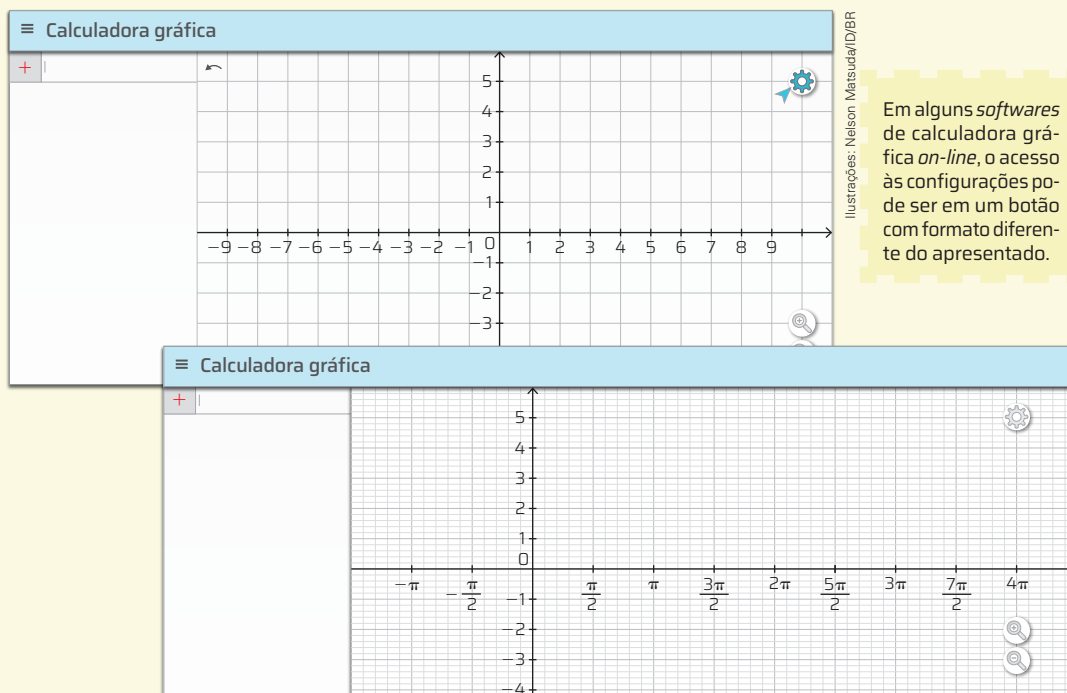 ≡ Calculadora gráfica
+
5
4
3
2
1
−9 −8 −7 −6 −5 −4 −3 −2 −1 0 1 2 3 4 5 6 7 8 9
−1
−2
−3
Ilustrações: Nelson Matsuda/ID/BR
Em alguns softwares
de calculadora grá-
fica on-line, o acesso
às configurações po-
de ser em um botão
com formato diferen-
te do apresentado.
≡ Calculadora gráfica
+
5
4
3
2
1
0
−π −π/2 π/2 π 3π/2 2π 5π/2 3π 7π/2 4π
−1
−2
−3
−4